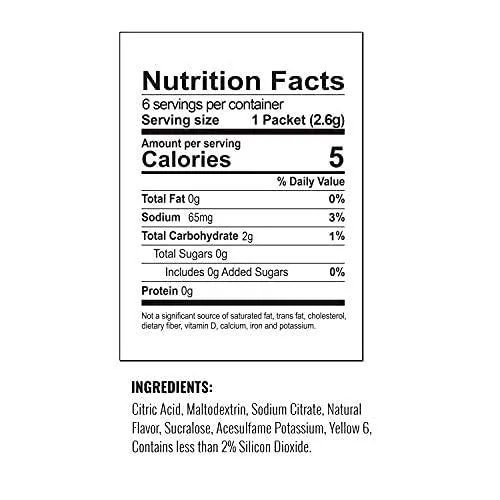 Nutrition Facts
6 servings per container
Serving size 1 Packet (2.6g)
Amount per serving
Calories 5
% Daily Value
Total Fat 0g 0%
Sodium 65mg 3%
Total Carbohydrate 2g 1%
Total Sugars 0g
Includes 0g Added Sugars 0%
Protein 0g
Not a significant source of saturated fat, trans fat, cholesterol,
dietary fiber, vitamin D, calcium, iron and potassium.
INGREDIENTS:
Citric Acid, Maltodextrin, Sodium Citrate, Natural
Flavor, Sucralose, Acesulfame Potassium, Yellow 6,
Contains less than 2% Silicon Dioxide.